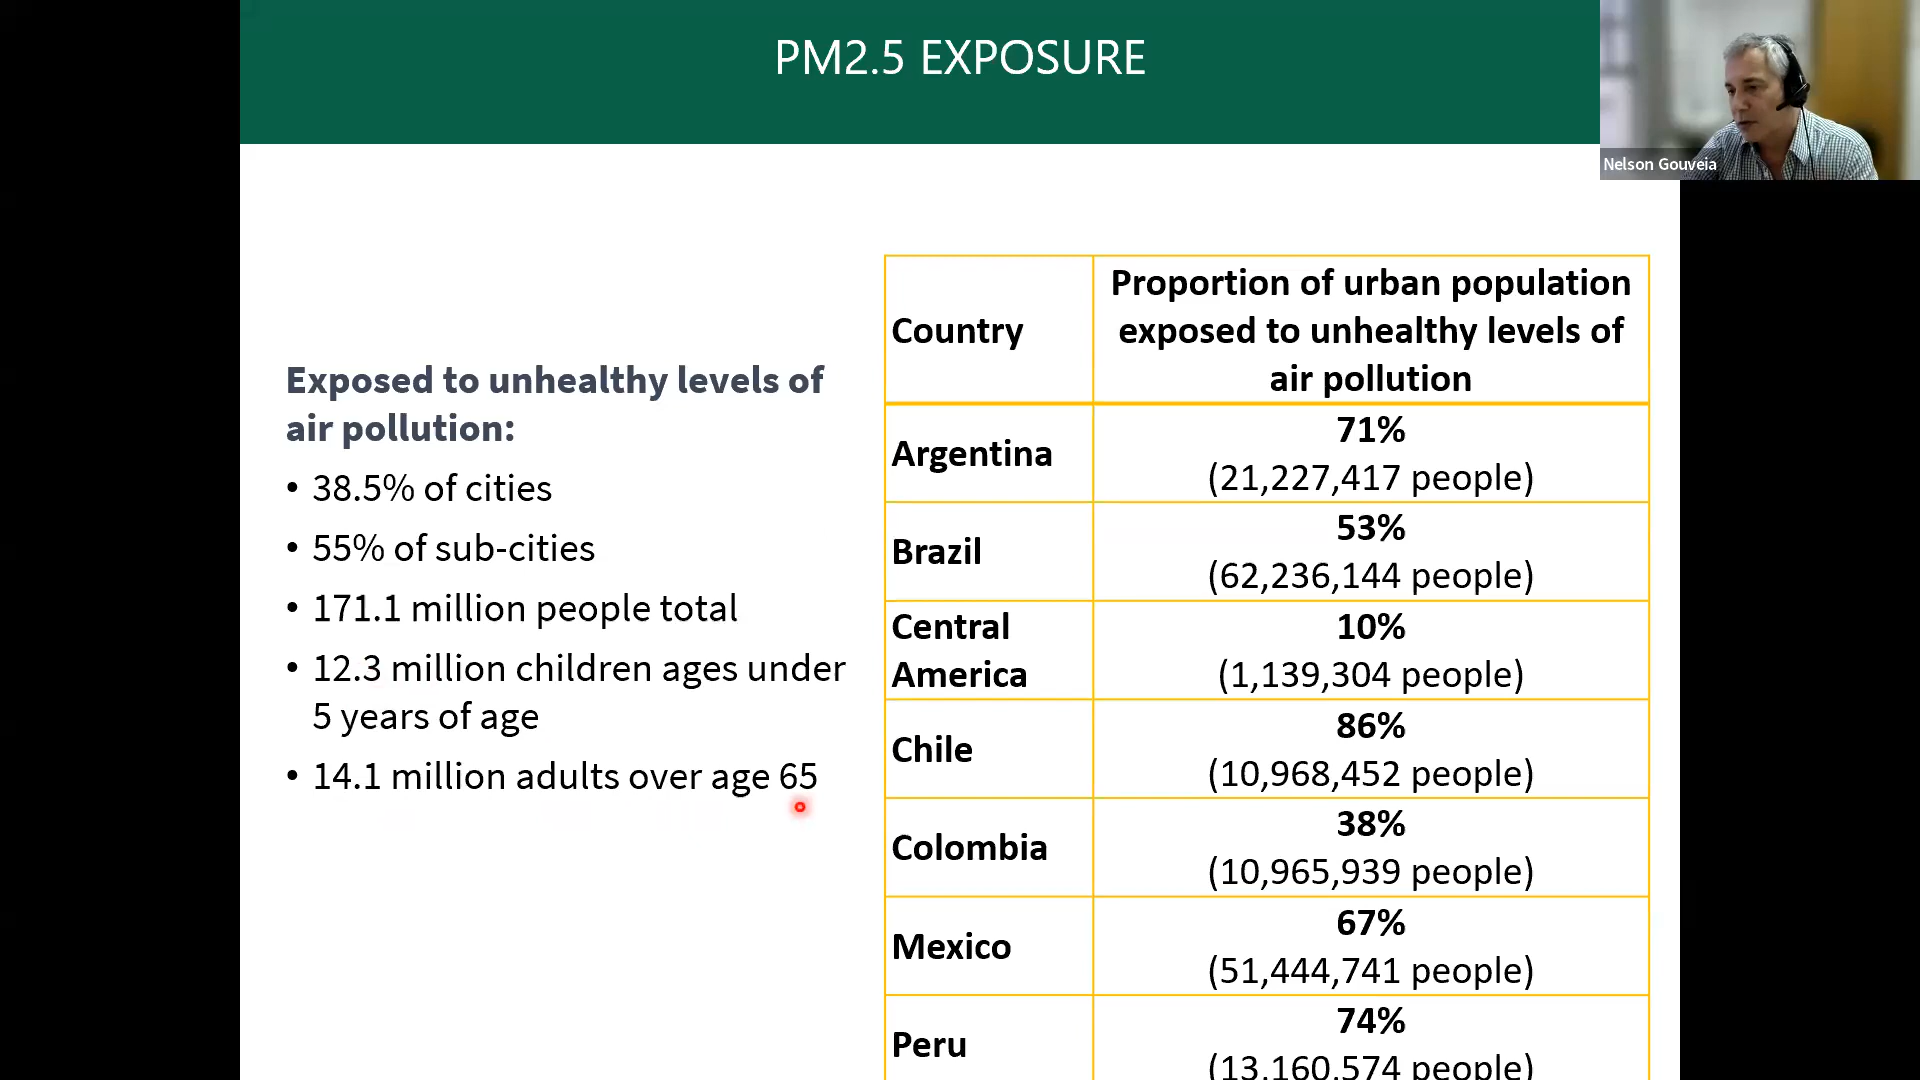 PM2.5 EXPOSURE
Nelson Gouveia
Exposed to unhealthy levels of
air pollution:
• 38.5% of cities
• 55% of sub-cities
• 171.1 million people total
• 12.3 million children ages under
5 years of age
• 14.1 million adults over age 65
Country
Proportion of urban population
exposed to unhealthy levels of
air pollution
Argentina
71%
(21,227,417 people)
Brazil
53%
(62,236,144 people)
Central
America
10%
(1,139,304 people)
Chile
86%
(10,968,452 people)
Colombia
38%
(10,965,939 people)
Mexico
67%
(51,444,741 people)
Peru
74%
(13,160,574 people)